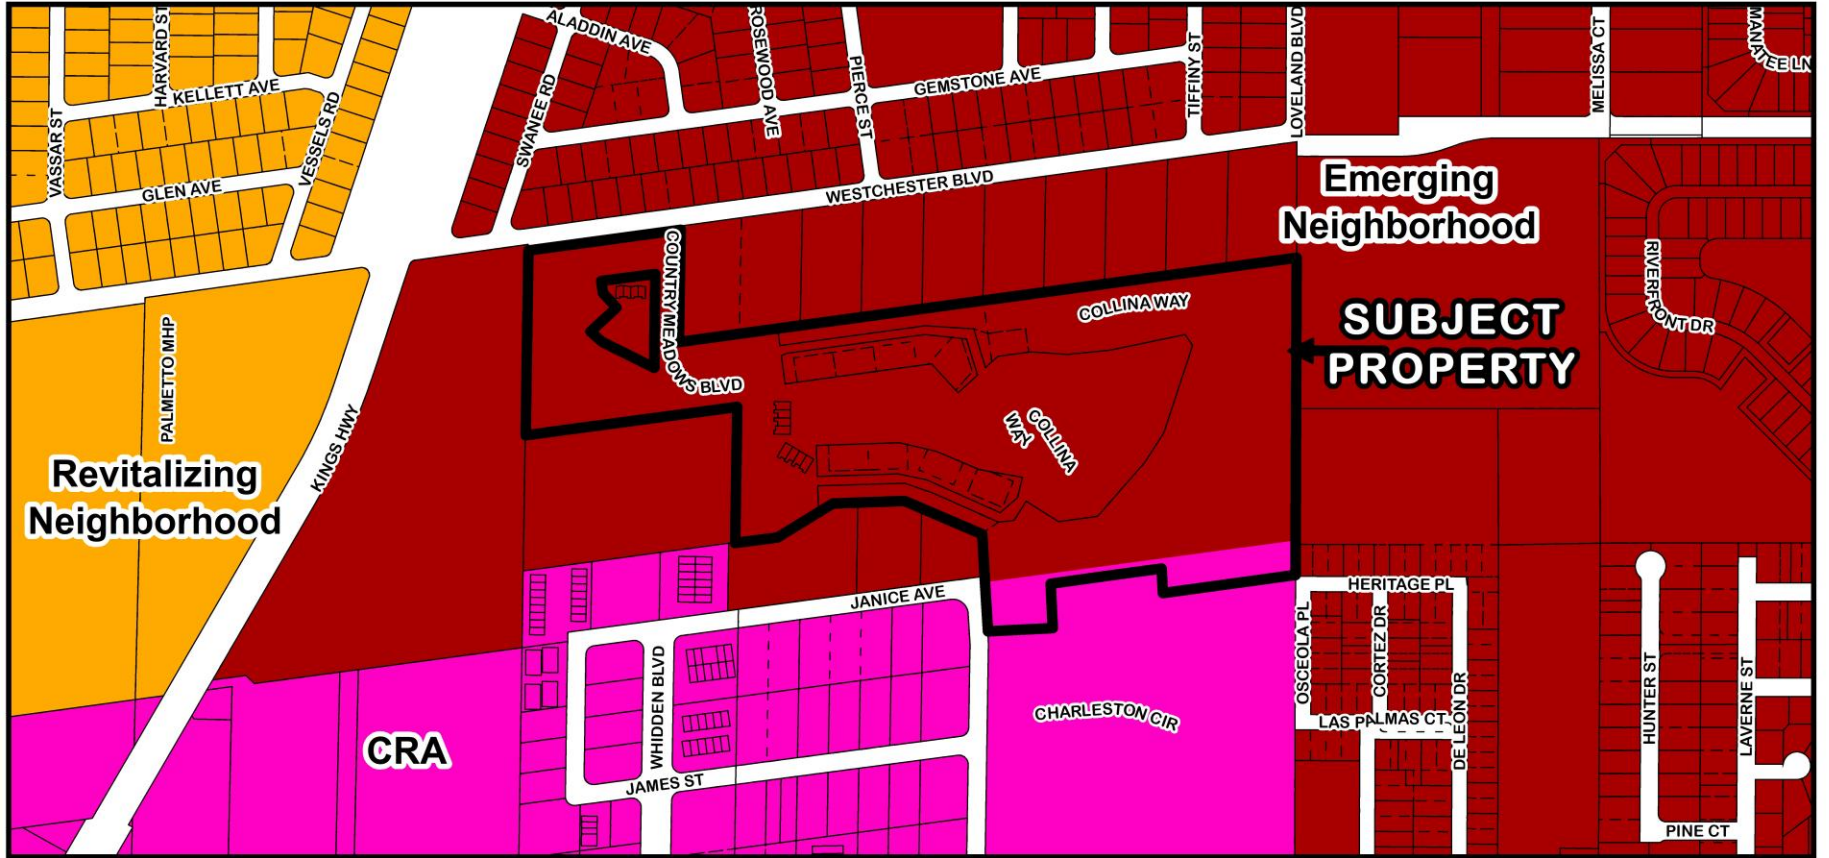 HARVARD ST
ALADDIN AVE
ROSEWOOD AVE
LOVELAND BLVD
MELISSA CT
MANATEE LN
VASSAR ST
KELLETT AVE
VESSELS RD
SWANEE RD
PIERCE ST
GEMSTONE AVE
TIFFINY ST
GLEN AVE
WESTCHESTER BLVD
Emerging
Neighborhood
COUNTRY MEADOWS BLVD
RIVERFRONT DR
COLLINA WAY
SUBJECT
PROPERTY
PALMETTO MHP
KINGS HWY
COLLINA
WAY
Revitalizing
Neighborhood
JANICE AVE
HERITAGE PL
OSCEOLA PL
CORTEZ DR
DE LEON DR
HUNTER ST
LAVERNE ST
WHIDDEN BLVD
CHARLESTON CIR
LAS PALMAS CT
CRA
JAMES ST
PINE CT